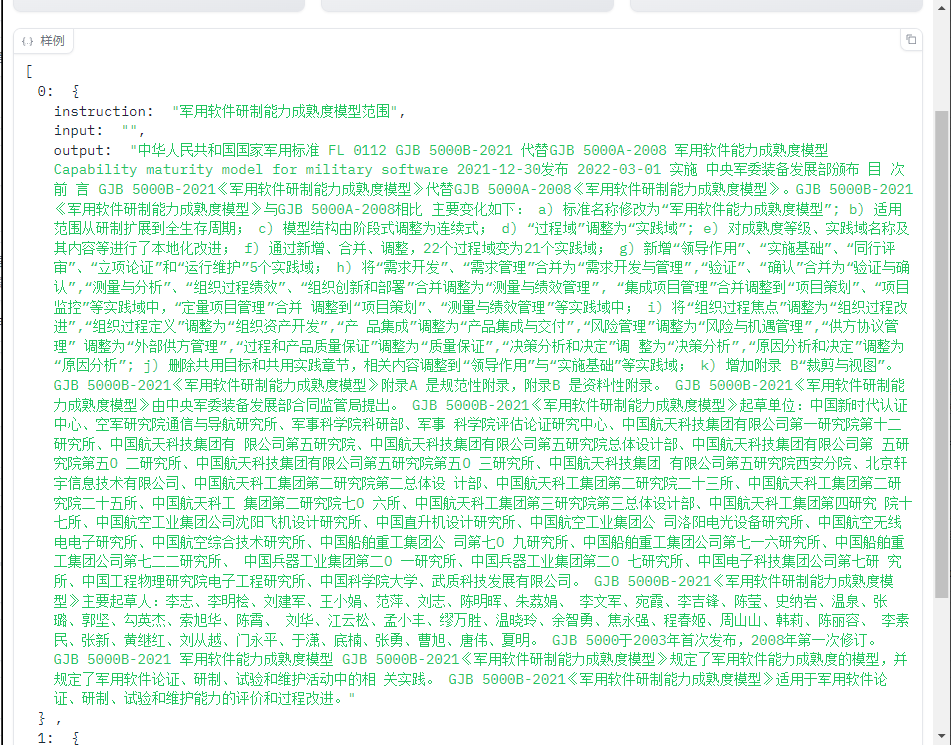 {} 样例
[
0: {
instruction: "军用软件研制能力成熟度模型范围",
input: "",
output: "中华人民共和国国家军用标准 FL 0112 GJB 5000B-2021 代替GJB 5000A-2008 军用软件能力成熟度模型
Capability maturity model for military software 2021-12-30发布 2022-03-01 实施 中央军委装备发展部颁布 目 次
前 言 GJB 5000B-2021《军用软件研制能力成熟度模型》代替GJB 5000A-2008《军用软件研制能力成熟度模型》。GJB 5000B-2021
《军用软件研制能力成熟度模型》与GJB 5000A-2008相比 主要变化如下： a) 标准名称修改为“军用软件能力成熟度模型”; b) 适用
范围从研制扩展到全生存周期； c) 模型结构由阶段式调整为连续式； d) “过程域”调整为“实践域”; e) 对成熟度等级、实践域名称及
其内容等进行了本地化改进； f) 通过新增、合并、调整，22个过程域变为21个实践域； g) 新增“领导作用”、“实施基础”、“同行评
审”、“立项论证”和“运行维护”5个实践域； h) 将“需求开发”、“需求管理”合并为“需求开发与管理”,“验证”、“确认”合并为“验证与确
认”,“测量与分析”、“组织过程绩效”、“组织创新和部署”合并调整为“测量与绩效管理”, “集成项目管理”合并调整到“项目策划”、“项目
监控”等实践域中，“定量项目管理”合并 调整到“项目策划”、“测量与绩效管理”等实践域中； i) 将“组织过程焦点”调整为“组织过程改
进”,“组织过程定义”调整为“组织资产开发”,“产 品集成”调整为“产品集成与交付”,“风险管理”调整为“风险与机遇管理”,“供方协议管
理” 调整为“外部供方管理”,“过程和产品质量保证”调整为“质量保证”,“决策分析和决定”调 整为“决策分析”,“原因分析和决定”调整为
“原因分析”; j) 删除共用目标和共用实践章节，相关内容调整到“领导作用”与“实施基础”等实践域； k) 增加附录 B“裁剪与视图”。
GJB 5000B-2021《军用软件研制能力成熟度模型》附录A 是规范性附录，附录B 是资料性附录。 GJB 5000B-2021《军用软件研制能
力成熟度模型》由中央军委装备发展部合同监管局提出。 GJB 5000B-2021《军用软件研制能力成熟度模型》起草单位：中国新时代认证
中心、空军研究院通信与导航研究所、军事科学院科研部、军事 科学院评估论证研究中心、中国航天科技集团有限公司第一研究院第十二
研究所、中国航天科技集团有 限公司第五研究院、中国航天科技集团有限公司第五研究院总体设计部、中国航天科技集团有限公司第 五研
究院第五O 二研究所、中国航天科技集团有限公司第五研究院第五O 三研究所、中国航天科技集团 有限公司第五研究院西安分院、北京轩
宇信息技术有限公司、中国航天科工集团第二研究院第二总体设 计部、中国航天科工集团第二研究院二十三所、中国航天科工集团第二研
究院二十五所、中国航天科工 集团第二研究院七O 六所、中国航天科工集团第三研究院第三总体设计部、中国航天科工集团第四研究 院十
七所、中国航空工业集团公司沈阳飞机设计研究所、中国直升机设计研究所、中国航空工业集团公 司洛阳电光设备研究所、中国航空无线
电电子研究所、中国航空综合技术研究所、中国船舶重工集团公 司第七O 九研究所、中国船舶重工集团公司第七一六研究所、中国船舶重
工集团公司第七二二研究所、 中国兵器工业集团第二O 一研究所、中国兵器工业集团第二O 七研究所、中国电子科技集团公司第七研 究
所、中国工程物理研究院电子工程研究所、中国科学院大学、武质科技发展有限公司。 GJB 5000B-2021《军用软件研制能力成熟度模
型》主要起草人：李志、李明桧、刘建军、王小娟、范萍、刘志、陈明晖、朱荔娟、 李文军、宛霞、李吉锋、陈莹、史纳岩、温泉、张
璐、郭坚、勾英杰、索旭华、陈霄、 刘华、江云松、孟小丰、缪万胜、温晓玲、余智勇、焦永强、程春姬、周山山、韩莉、陈丽容、 李素
民、张新、黄继红、刘从越、门永平、于潇、底楠、张勇、曹旭、唐伟、夏明。 GJB 5000于2003年首次发布，2008年第一次修订。
GJB 5000B-2021 军用软件能力成熟度模型 GJB 5000B-2021《军用软件研制能力成熟度模型》规定了军用软件能力成熟度的模型，并
规定了军用软件论证、研制、试验和维护活动中的相 关实践。 GJB 5000B-2021《军用软件研制能力成熟度模型》适用于军用软件论
证、研制、试验和维护能力的评价和过程改进。"
} ,
1: {